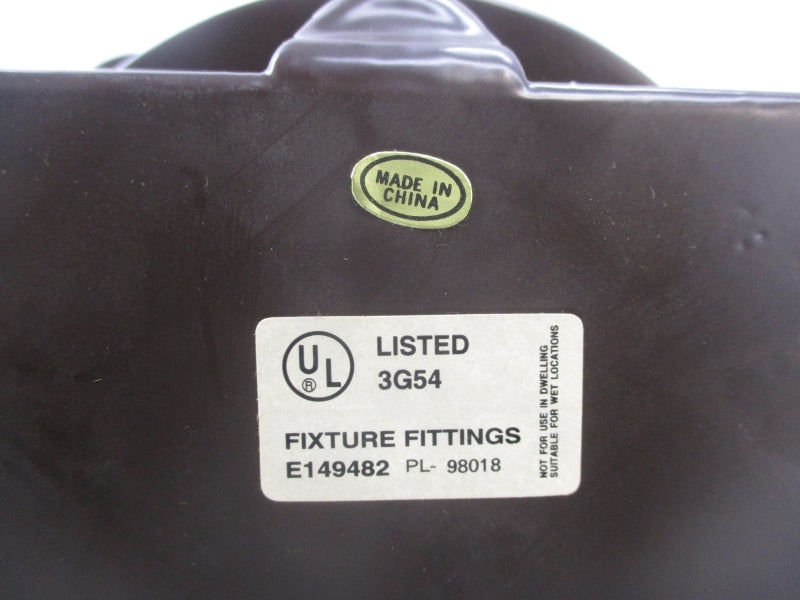 MADE IN
CHINA
UL ®
LISTED
3G54
FIXTURE FITTINGS
E149482 PL- 98018
NOT FOR USE IN DWELLING
SUITABLE FOR WET LOCATIONS